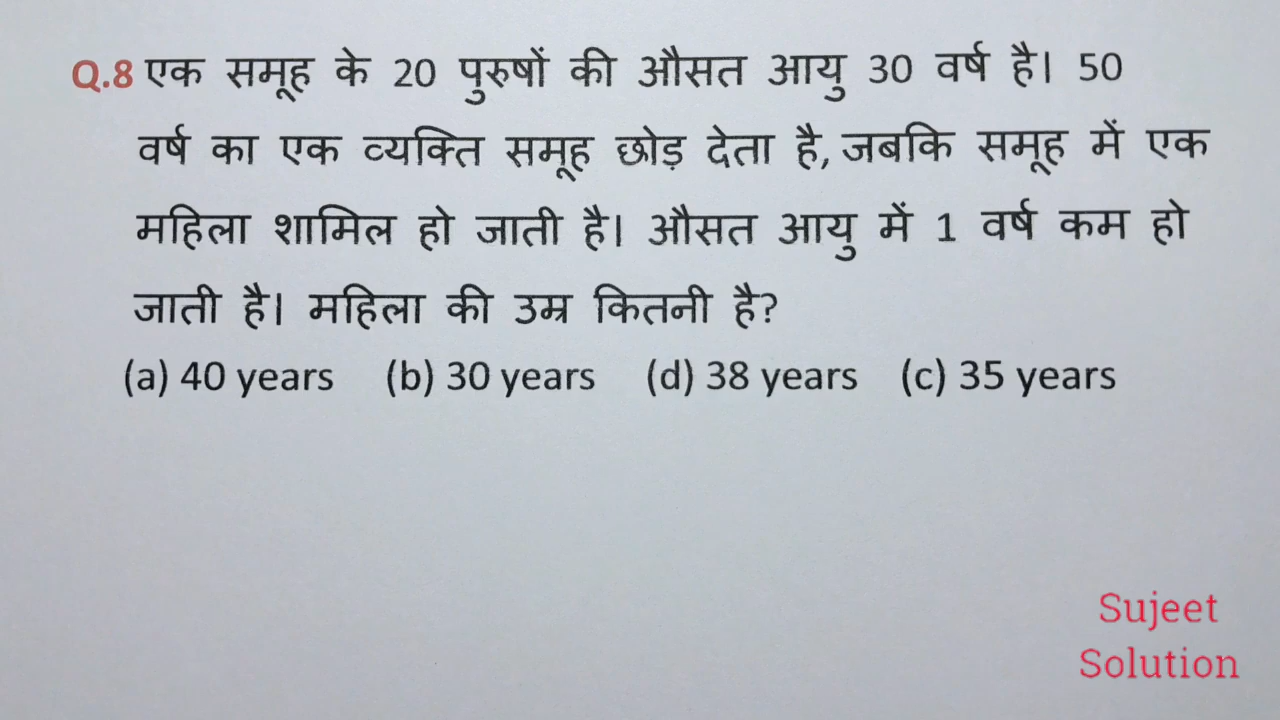 Q.8 एक समूह के 20 पुरुषों की औसत आयु 30 वर्ष है। 50
वर्ष का एक व्यक्ति समूह छोड़ देता है, जबकि समूह में एक
महिला शामिल हो जाती है। औसत आयु में 1 वर्ष कम हो
जाती है। महिला की उम्र कितनी है?
(a) 40 years (b) 30 years (d) 38 years (c) 35 years
Sujeet
Solution